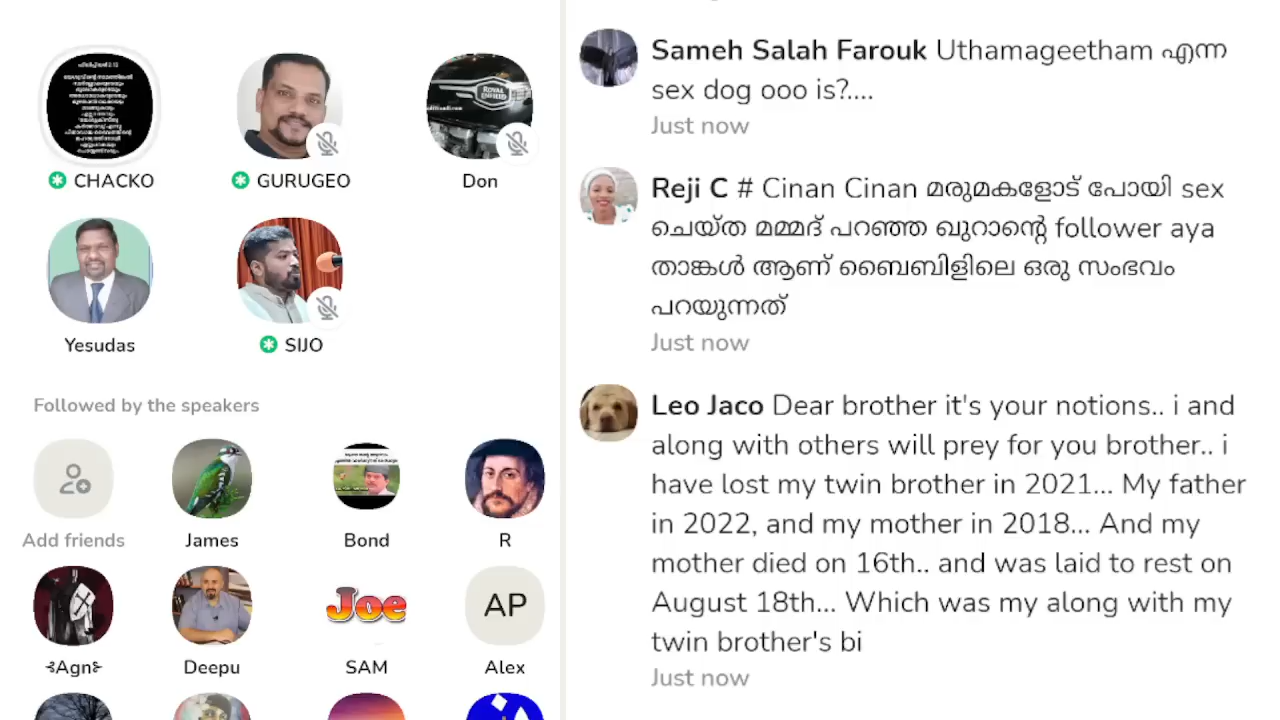 CHACKO
GURUGEO
Don
ROYAL
ENFIELD
Yesudas
SIJO
Followed by the speakers
Add friends
James
Bond
R
Agn
Deepu
Joe
SAM
AP
Alex
Sameh Salah Farouk Uthamageetham എന്ന
sex dog ooo is?....
Just now
Reji C # Cinan Cinan മരുമകളോട് പോയി sex
ചെയ്ത മമ്മദ് പറഞ്ഞ ഖുറാന്റെ follower aya
താങ്കൾ ആണ് ബൈബിളിലെ ഒരു സംഭവം
പറയുന്നത്
Just now
Leo Jaco Dear brother it's your notions.. i and
along with others will prey for you brother.. i
have lost my twin brother in 2021... My father
in 2022, and my mother in 2018... And my
mother died on 16th.. and was laid to rest on
August 18th... Which was my along with my
twin brother's bi
Just now